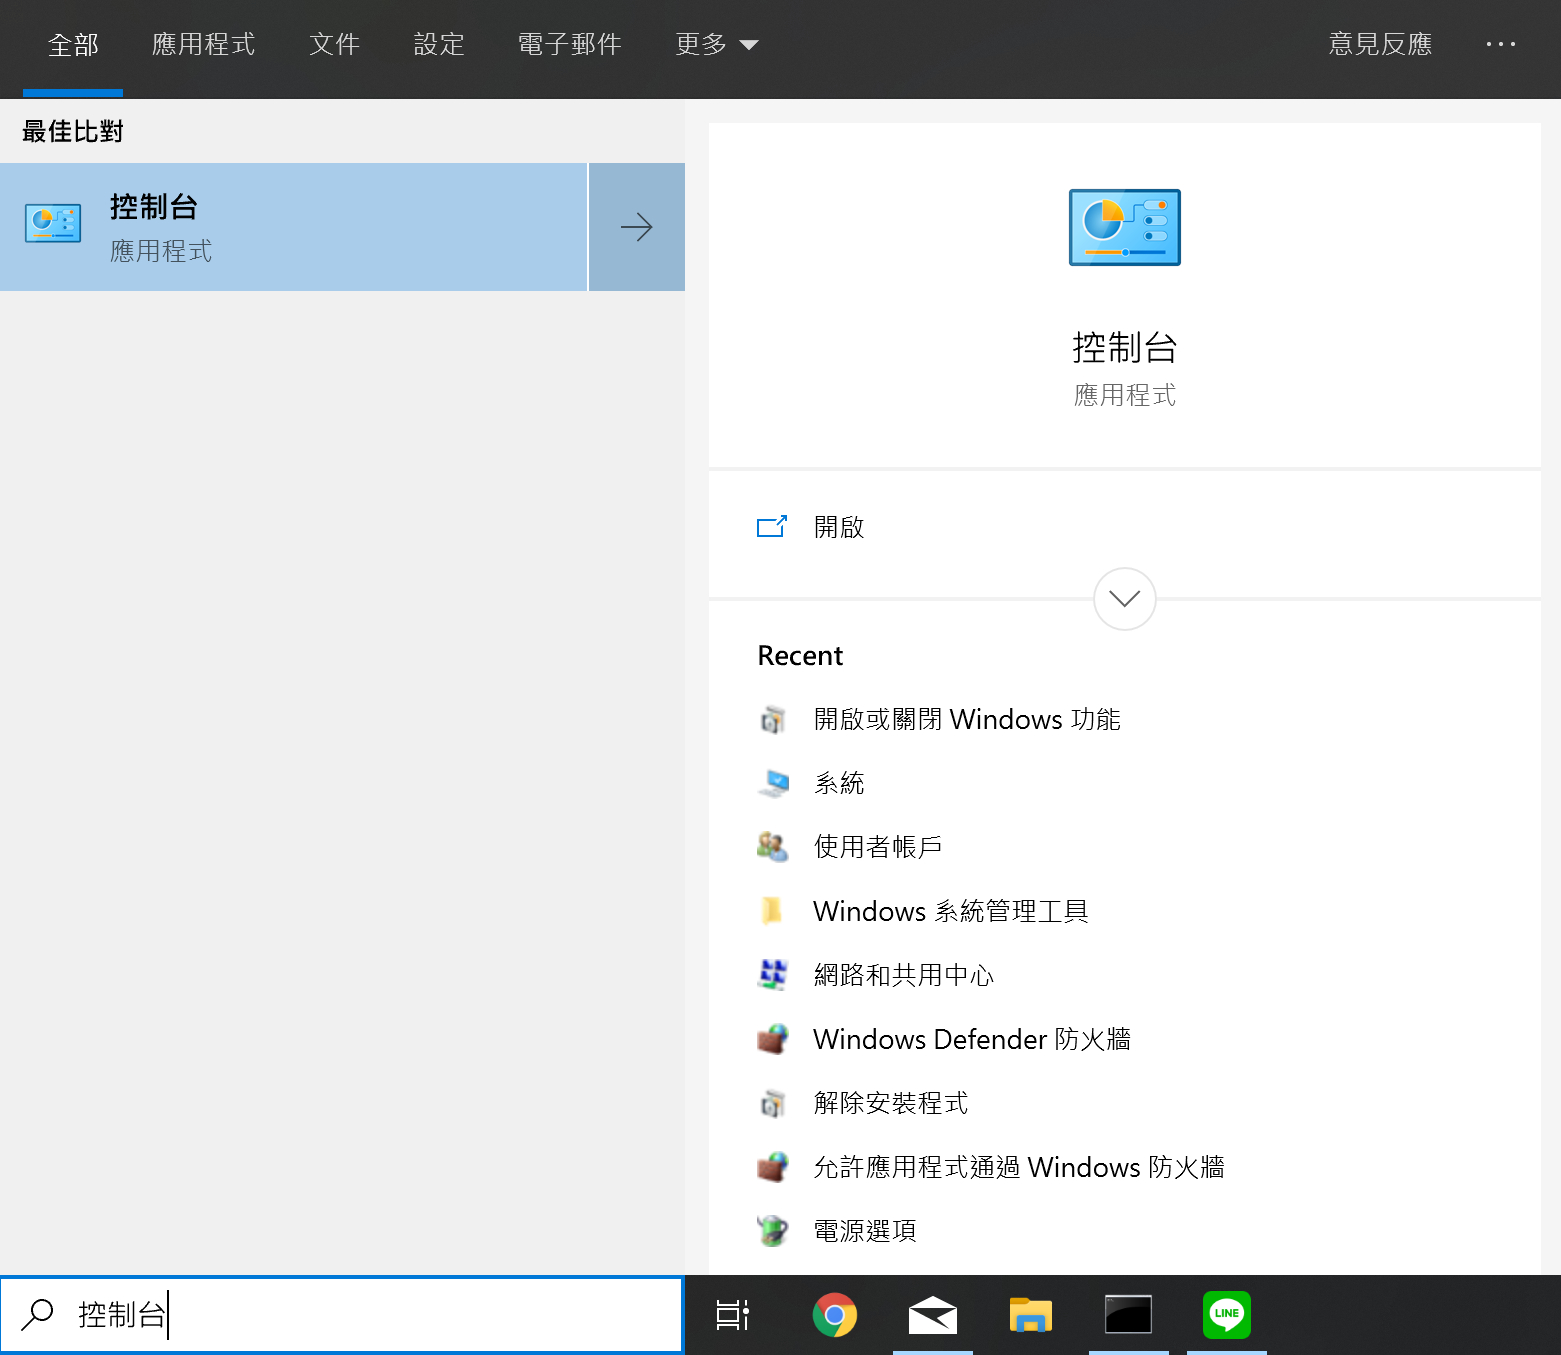 全部 應用程式 文件 設定 電子郵件 更多 意見反應 ···
最佳比對
控制台
應用程式
控制台
應用程式
開啟
Recent
開啟或關閉 Windows 功能
系統
使用者帳戶
Windows 系統管理工具
網路和共用中心
Windows Defender 防火牆
解除安裝程式
允許應用程式通過 Windows 防火牆
電源選項
控制台
LINE